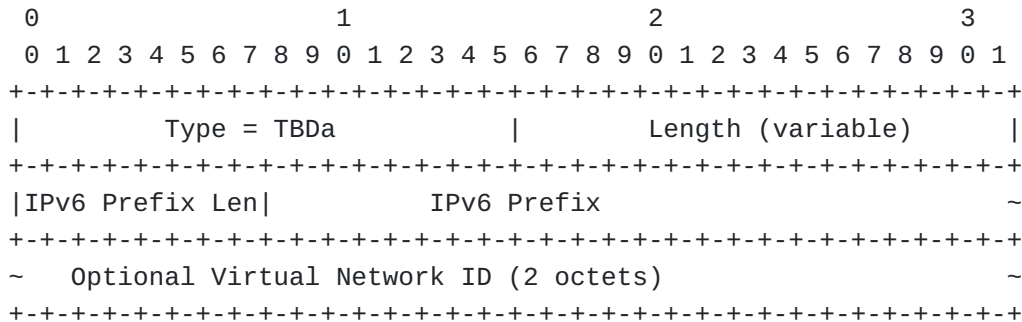 0                   1                   2                   3
 0 1 2 3 4 5 6 7 8 9 0 1 2 3 4 5 6 7 8 9 0 1 2 3 4 5 6 7 8 9 0 1
+-+-+-+-+-+-+-+-+-+-+-+-+-+-+-+-+-+-+-+-+-+-+-+-+-+-+-+-+-+-+-+-+
|         Type = TBDa           |        Length (variable)      |
+-+-+-+-+-+-+-+-+-+-+-+-+-+-+-+-+-+-+-+-+-+-+-+-+-+-+-+-+-+-+-+-+
|IPv6 Prefix Len|          IPv6 Prefix                          ~
+-+-+-+-+-+-+-+-+-+-+-+-+-+-+-+-+-+-+-+-+-+-+-+-+-+-+-+-+-+-+-+-+
~   Optional Virtual Network ID (2 octets)                      ~
+-+-+-+-+-+-+-+-+-+-+-+-+-+-+-+-+-+-+-+-+-+-+-+-+-+-+-+-+-+-+-+-+